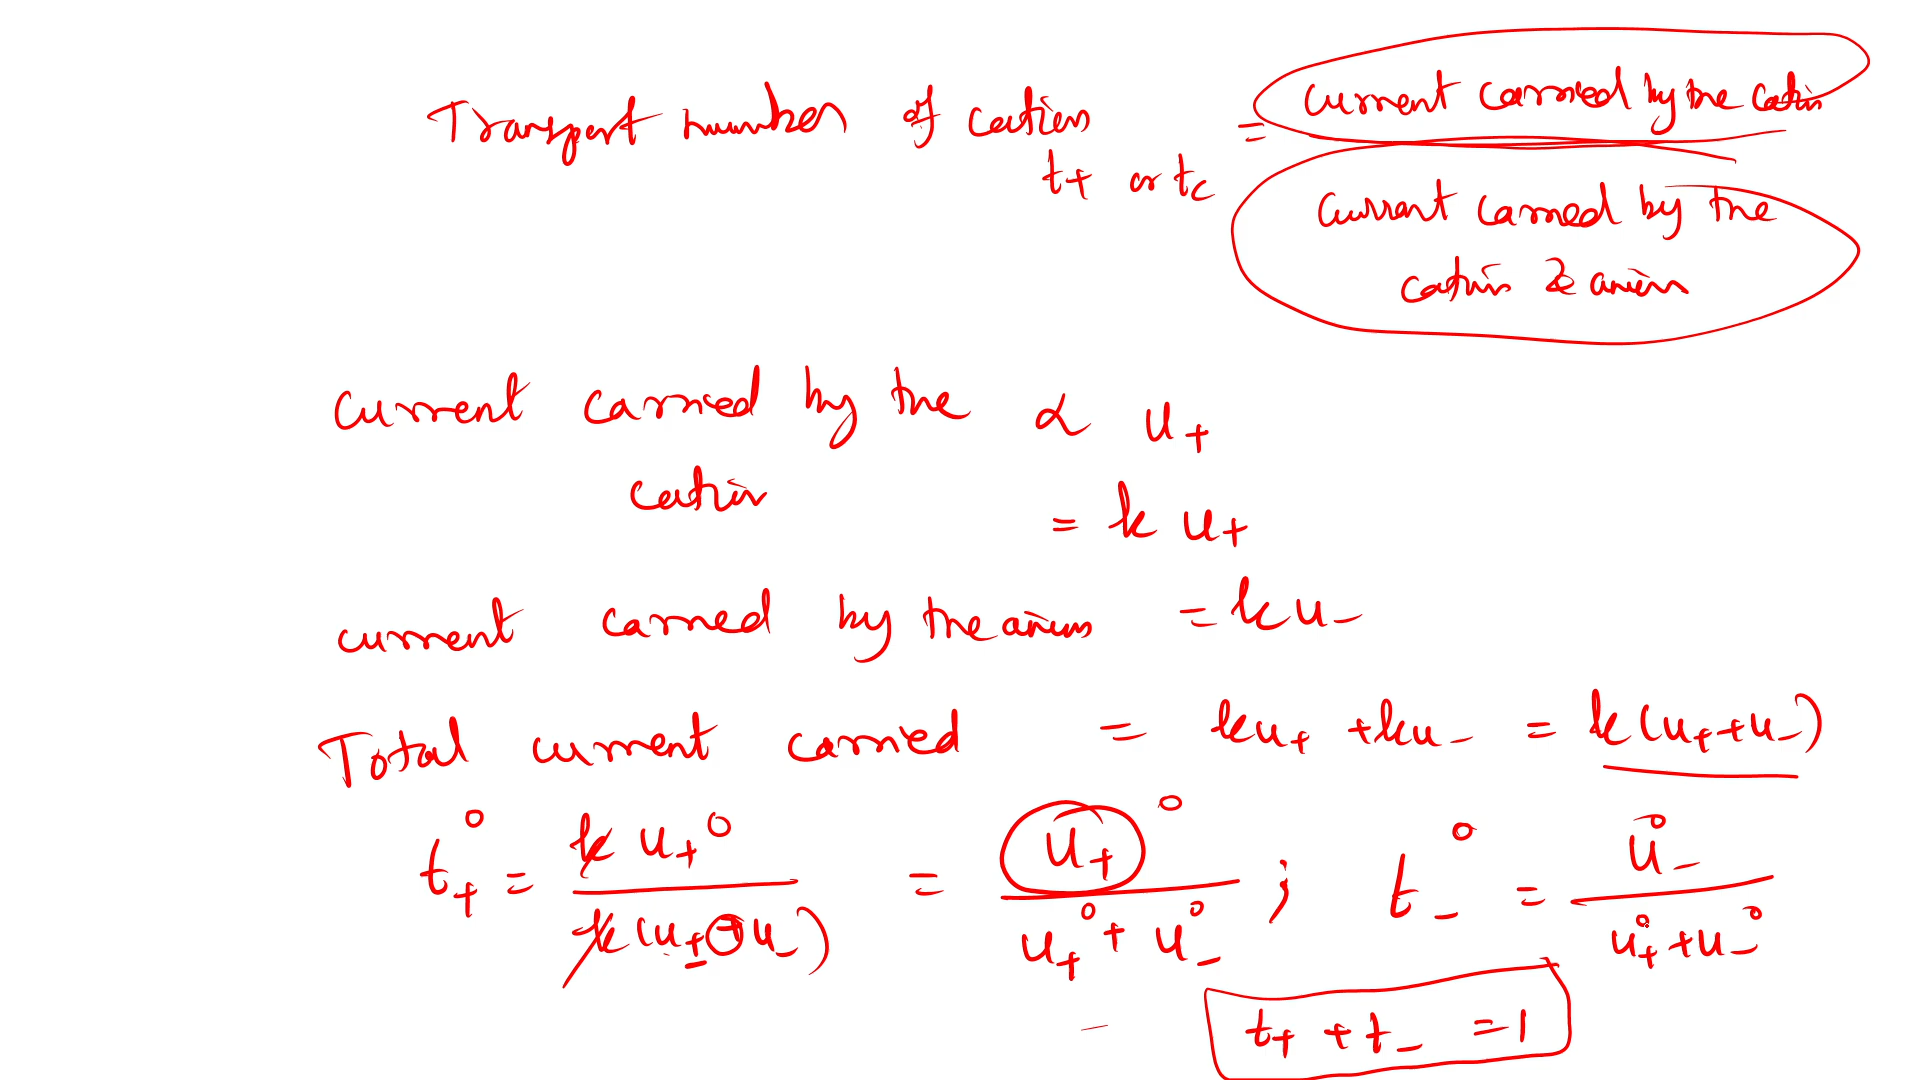 Transport number of cation = current carried by the cation
t+ or tc
Current carried by the
cation & anion
Current carried by the α u+
cation
= k u+
current carried by the anion = k u-
Total current carried = ku+ + ku- = k(u+ + u-)
t+° = k u+° / k(u+ + u-) = u+° / u+° + u-° ; t-° = u-° / u+° + u-°
t+ + t- = 1